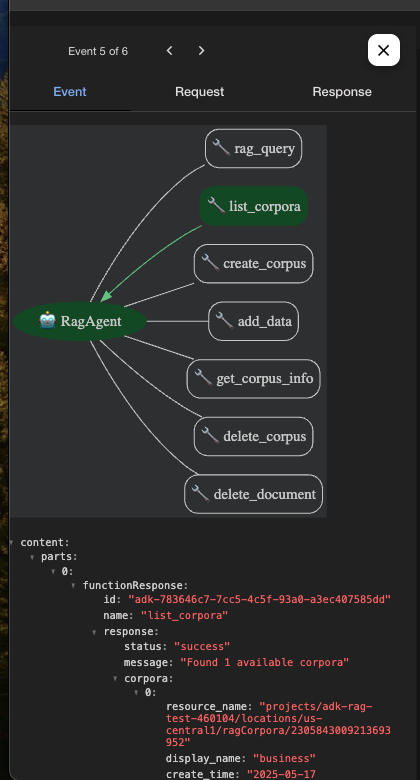 Event 5 of 6
Event
Request
Response
rag_query
list_corpora
create_corpus
RagAgent
add_data
get_corpus_info
delete_corpus
delete_document
content:
parts:
0:
functionResponse:
id: "adk-783646c7-7cc5-4c5f-93a0-a3ec407585dd"
name: "list_corpora"
response:
status: "success"
message: "Found 1 available corpora"
corpora:
0:
resource_name: "projects/adk-rag-
test-460104/locations/us-
central1/ragCorpora/2305843009213693
952"
display_name: "business"
create_time: "2025-05-17